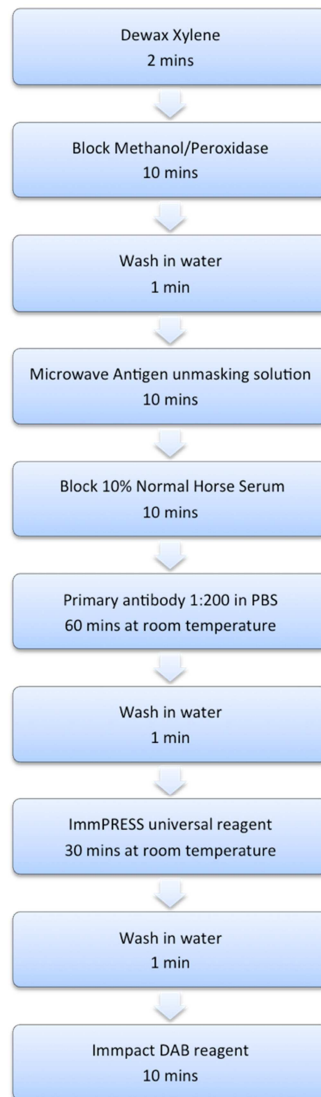 Dewax Xylene
2 mins
Block Methanol/Peroxidase
10 mins
Wash in water
1 min
Microwave Antigen unmasking solution
10 mins
Block 10% Normal Horse Serum
10 mins
Primary antibody 1:200 in PBS
60 mins at room temperature
Wash in water
1 min
ImmPRESS universal reagent
30 mins at room temperature
Wash in water
1 min
Immpact DAB reagent
10 mins